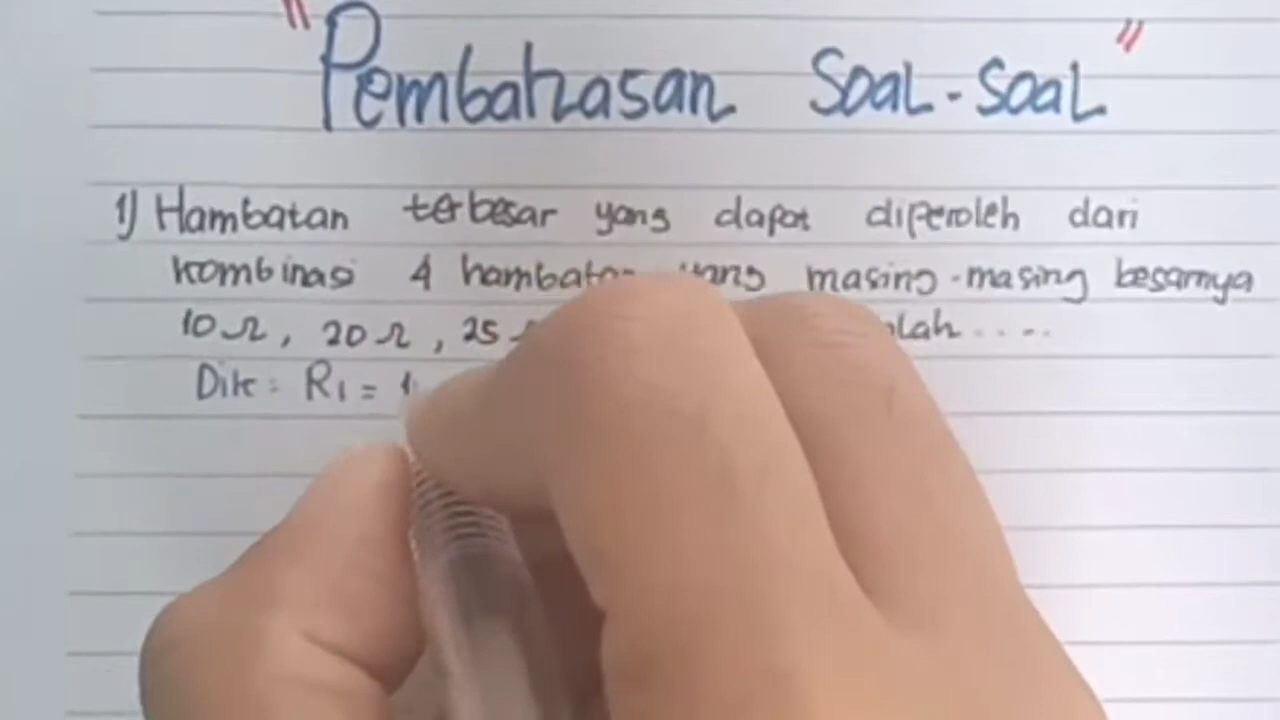 "Pembahasan Soal-Soal"
1) Hambatan terbesar yang dapat diperoleh dari
kombinasi 4 hambatan yang masing-masing besarnya
10 Ω, 20 Ω, 25
Dik: R1 =